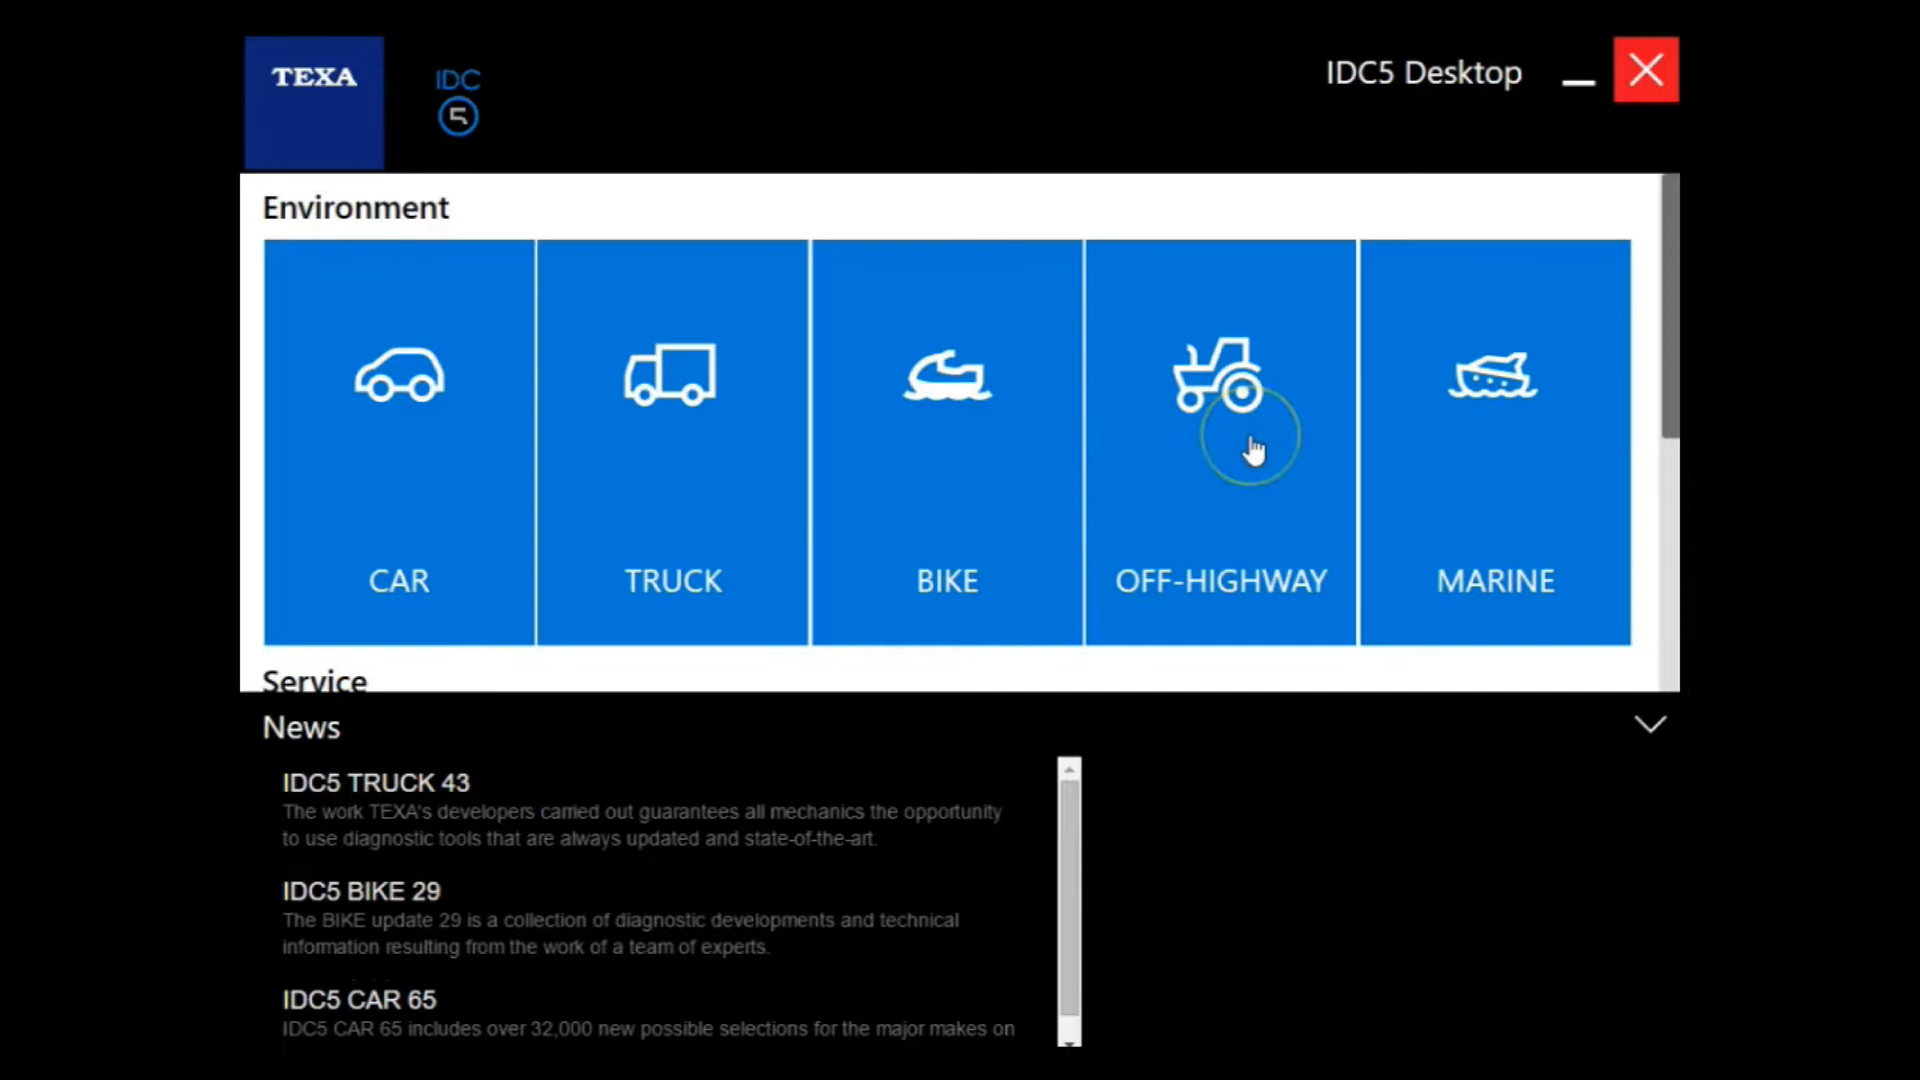 TEXA
IDC
5
IDC5 Desktop
Environment
CAR
TRUCK
BIKE
OFF-HIGHWAY
MARINE
Service
News
IDC5 TRUCK 43
The work TEXA's developers carried out guarantees all mechanics the opportunity
to use diagnostic tools that are always updated and state-of-the-art.
IDC5 BIKE 29
The BIKE update 29 is a collection of diagnostic developments and technical
information resulting from the work of a team of experts.
IDC5 CAR 65
IDC5 CAR 65 includes over 32,000 new possible selections for the major makes on